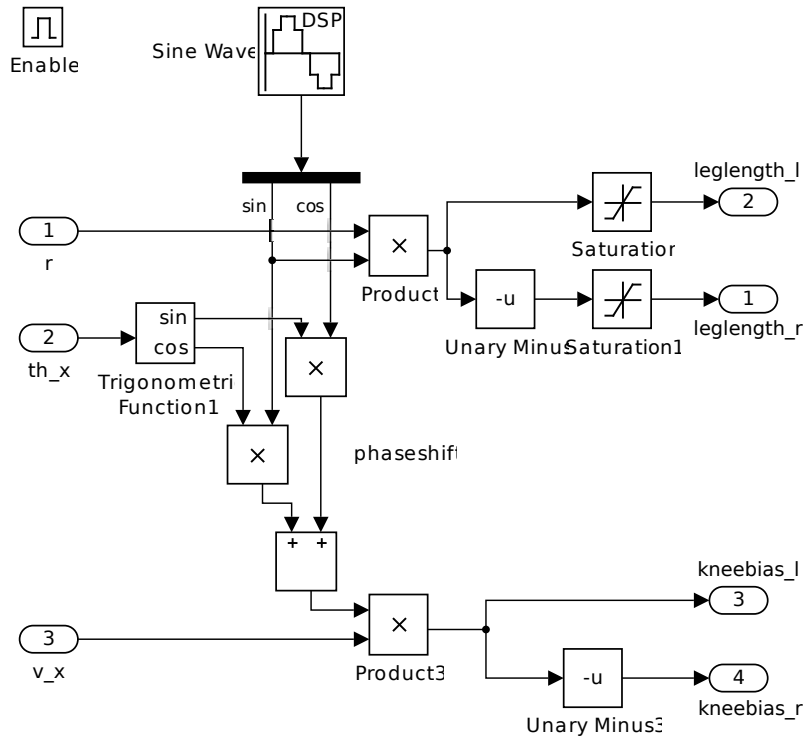 DSP
Sine Wave
Enable
leglength_l
sin cos
2
1
r
×
Saturation
Product
-u
1
leglength_r
Unary Minus
Saturation1
2
th_x
sin
cos
Trigonometri
Function1
×
×
phaseshift
+ +
kneebias_l
3
×
3
v_x
Product3
-u
4
kneebias_r
Unary Minus3